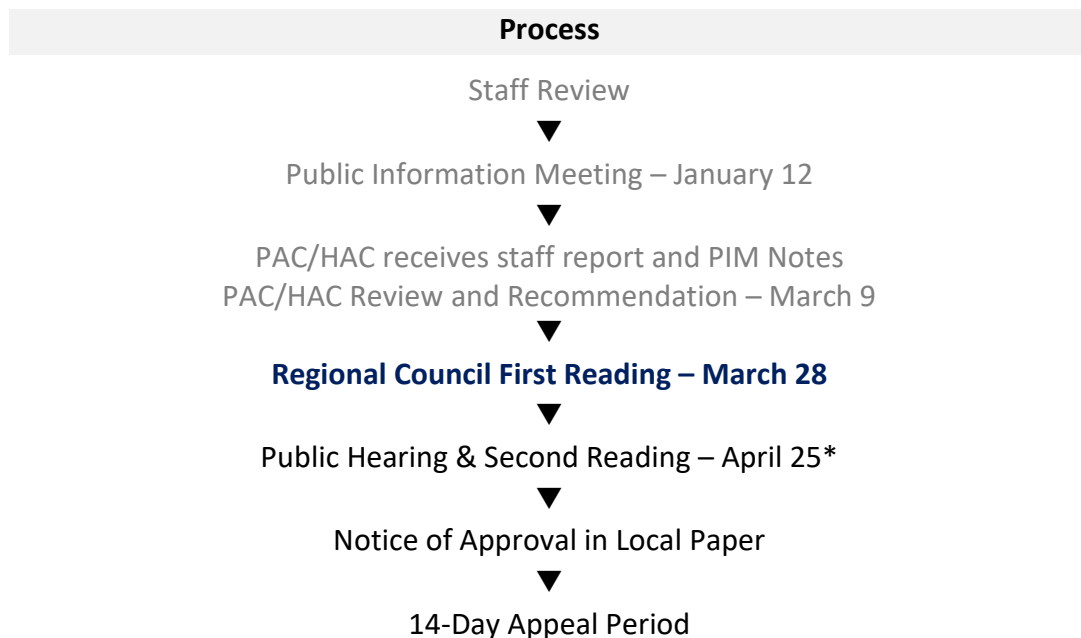 Process
Staff Review
Public Information Meeting – January 12
PAC/HAC receives staff report and PIM Notes
PAC/HAC Review and Recommendation – March 9
Regional Council First Reading – March 28
Public Hearing & Second Reading – April 25*
Notice of Approval in Local Paper
14-Day Appeal Period